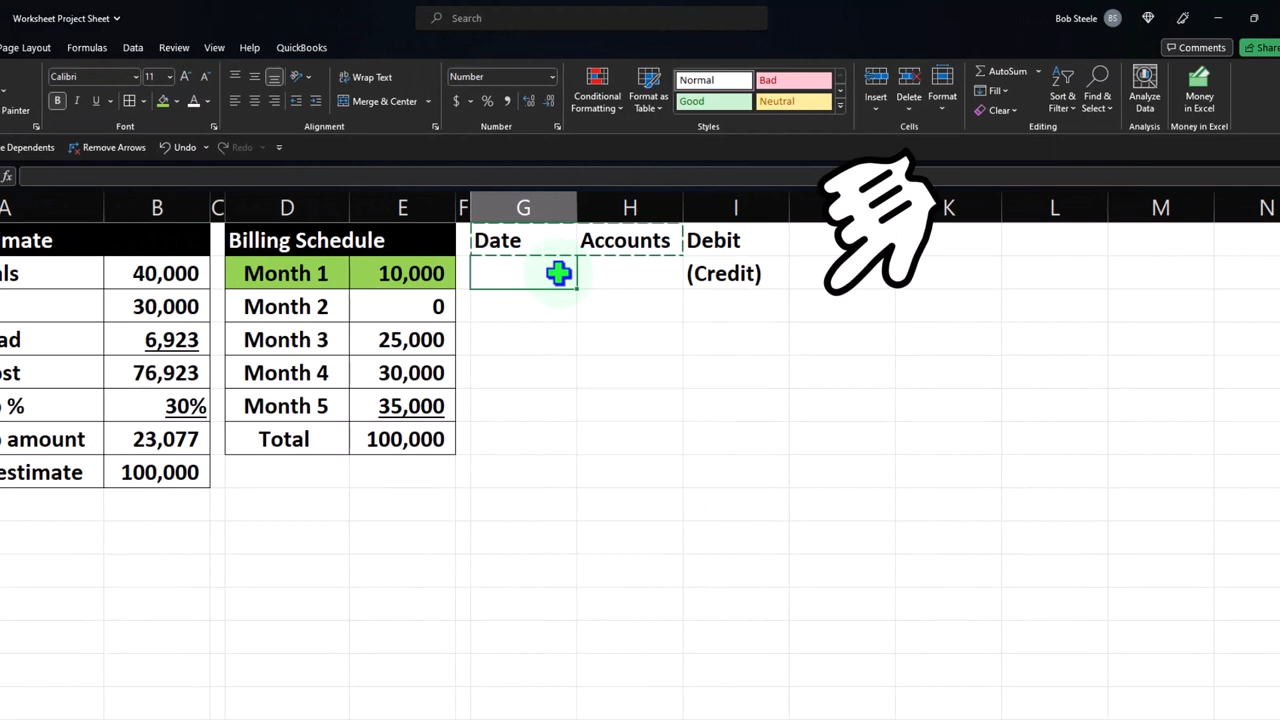 Worksheet Project Sheet
Search
Bob Steele BS
Page Layout Formulas Data Review View Help QuickBooks
Comments Share
Calibri 11 A A
Wrap Text
Number
Conditional Formatting
Format as Table
Normal Bad
Good Neutral
Insert Delete Format
AutoSum
Fill
Clear
Sort & Filter
Find & Select
Analyze Data
Money in Excel
Painter
B I U A
Merge & Center
$ % ,
Font Alignment Number Styles Cells Editing Analysis Money in Excel
Dependents Remove Arrows Undo Redo
fx
A B C D E F G H I K L M N
imate Billing Schedule Date Accounts Debit
als 40,000 Month 1 10,000 (Credit)
30,000 Month 2 0
ad 6,923 Month 3 25,000
ost 76,923 Month 4 30,000
% 30% Month 5 35,000
amount 23,077 Total 100,000
estimate 100,000